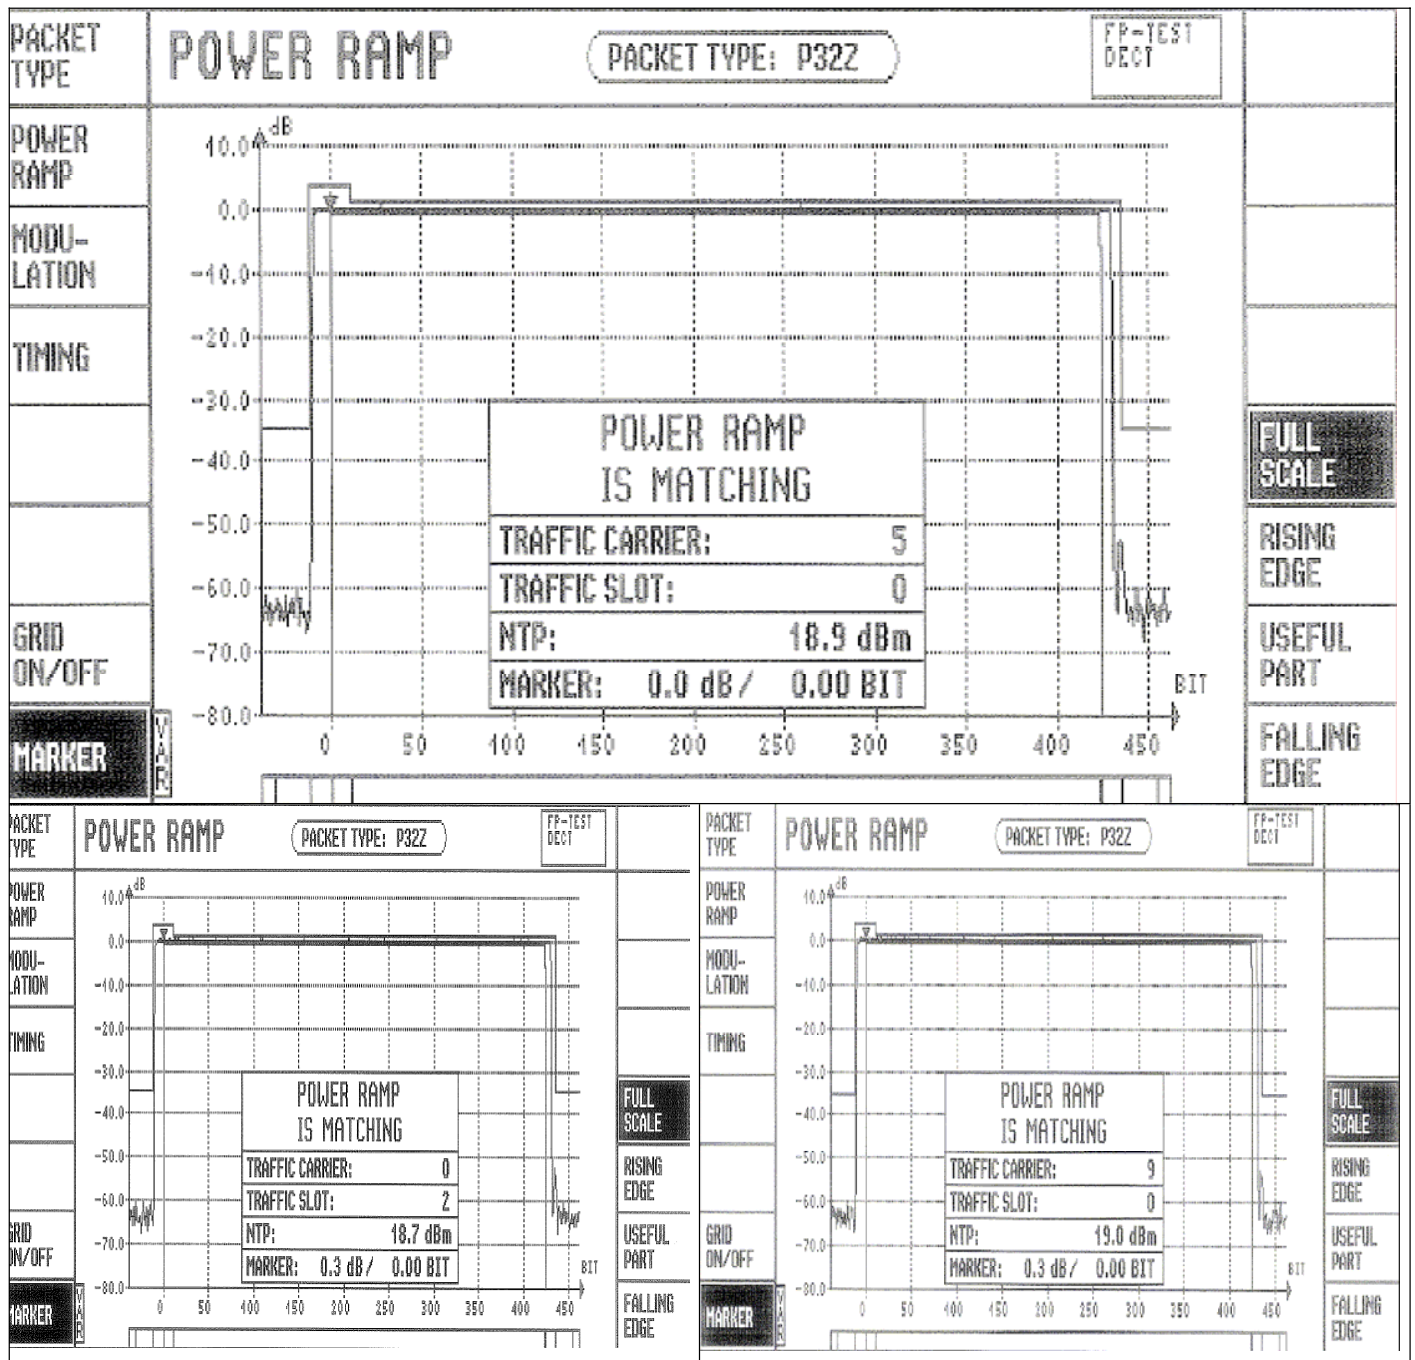 PACKET
TYPE
POWER RAMP
PACKET TYPE: P32Z
FP-TEST
DECT
POWER
RAMP
MODU-
LATION
TIMING
GRID
ON/OFF
MARKER
VAR
dB
10.0
0.0
-10.0
-20.0
-30.0
-40.0
-50.0
-60.0
-70.0
-80.0
POWER RAMP
IS MATCHING
TRAFFIC CARRIER: 5
TRAFFIC SLOT: 0
NTP: 18.9 dBm
MARKER: 0.0 dB / 0.00 BIT
BIT
0 50 100 150 200 250 300 350 400 450
FULL
SCALE
RISING
EDGE
USEFUL
PART
FALLING
EDGE
PACKET
TYPE
POWER RAMP
PACKET TYPE: P32Z
FP-TEST
DECT
POWER
RAMP
MODU-
LATION
TIMING
GRID
ON/OFF
MARKER
VAR
dB
10.0
0.0
-10.0
-20.0
-30.0
-40.0
-50.0
-60.0
-70.0
-80.0
POWER RAMP
IS MATCHING
TRAFFIC CARRIER: 0
TRAFFIC SLOT: 2
NTP: 18.7 dBm
MARKER: 0.3 dB / 0.00 BIT
BIT
0 50 100 150 200 250 300 350 400 450
FULL
SCALE
RISING
EDGE
USEFUL
PART
FALLING
EDGE
PACKET
TYPE
POWER RAMP
PACKET TYPE: P32Z
FP-TEST
DECT
POWER
RAMP
MODU-
LATION
TIMING
GRID
ON/OFF
MARKER
VAR
dB
10.0
0.0
-10.0
-20.0
-30.0
-40.0
-50.0
-60.0
-70.0
-80.0
POWER RAMP
IS MATCHING
TRAFFIC CARRIER: 9
TRAFFIC SLOT: 0
NTP: 19.0 dBm
MARKER: 0.3 dB / 0.00 BIT
BIT
0 50 100 150 200 250 300 350 400 450
FULL
SCALE
RISING
EDGE
USEFUL
PART
FALLING
EDGE